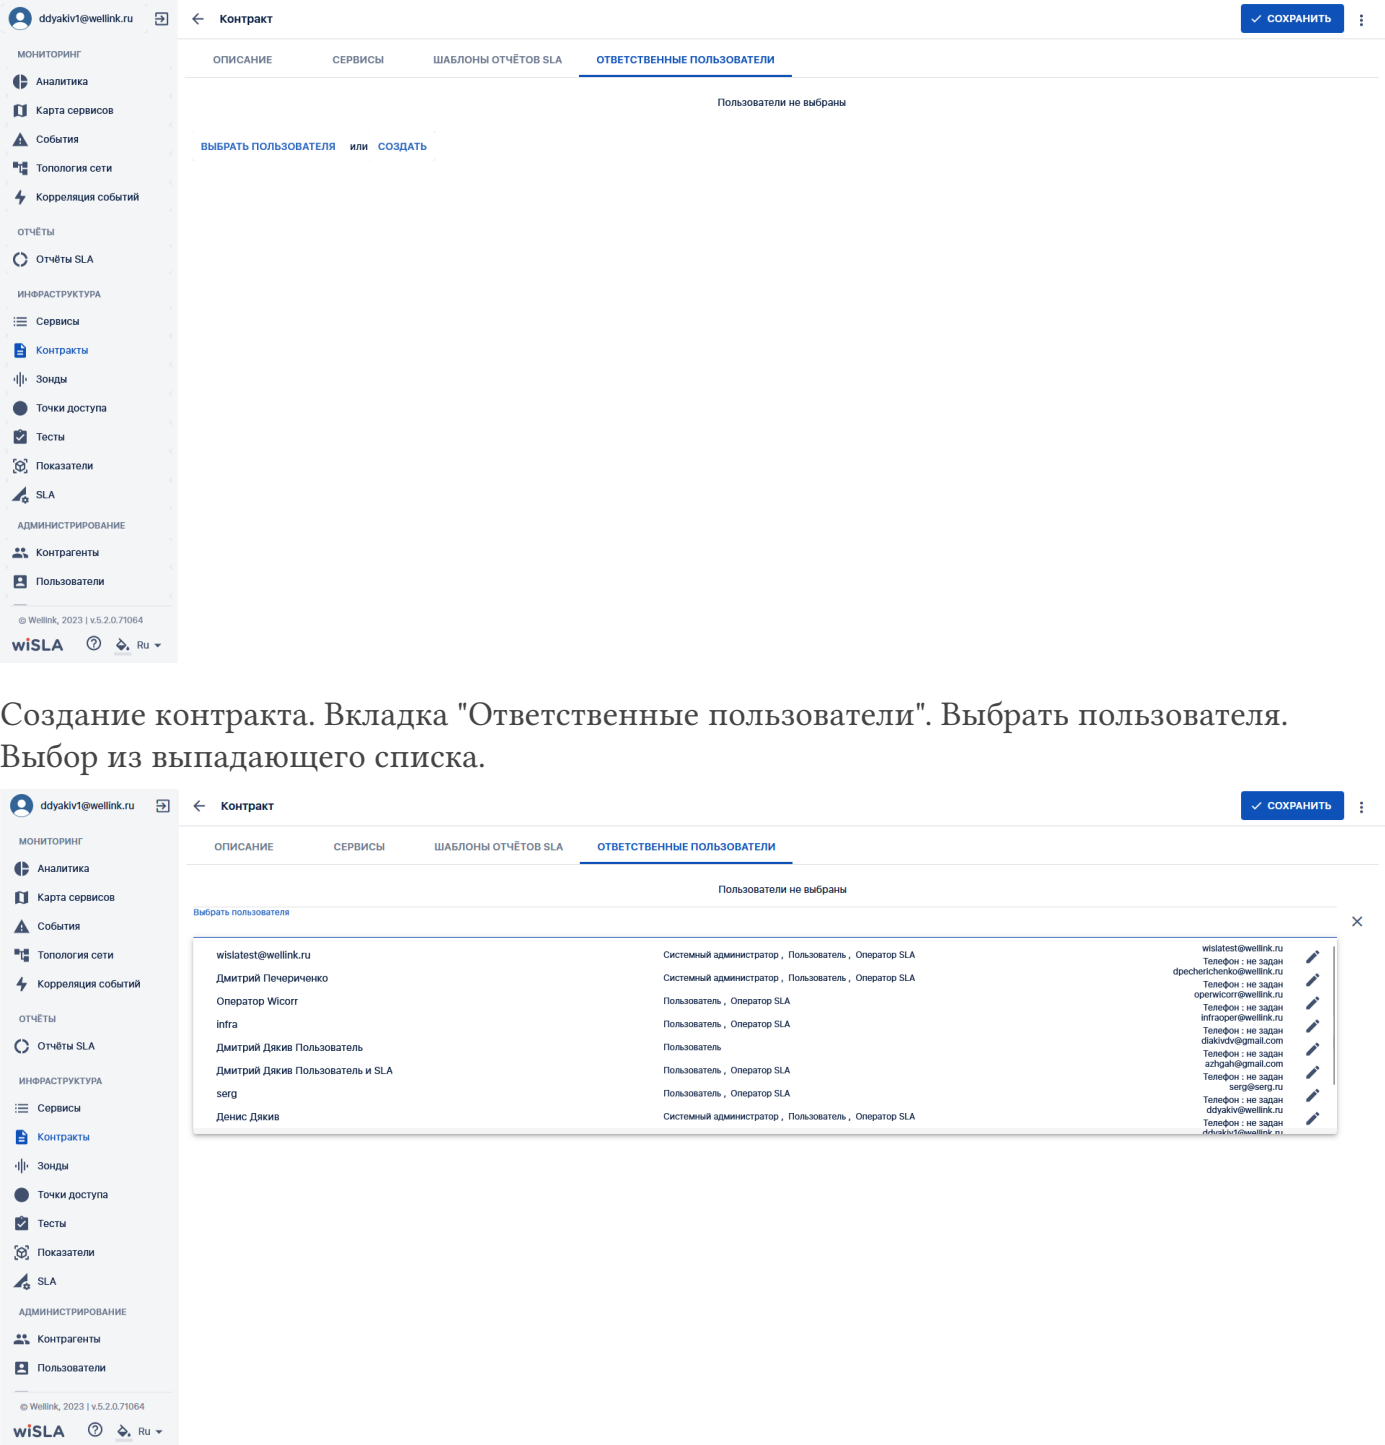 ddyakiv1@wellink.ru
Контракт
СОХРАНИТЬ
ОПИСАНИЕ
СЕРВИСЫ
ШАБЛОНЫ ОТЧЁТОВ SLA
ОТВЕТСТВЕННЫЕ ПОЛЬЗОВАТЕЛИ
Пользователи не выбраны
ВЫБРАТЬ ПОЛЬЗОВАТЕЛЯ или СОЗДАТЬ
МОНИТОРИНГ
Аналитика
Карта сервисов
События
Топология сети
Корреляция событий
ОТЧЁТЫ
Отчёты SLA
ИНФРАСТРУКТУРА
Сервисы
Контракты
Зонды
Точки доступа
Тесты
Показатели
SLA
АДМИНИСТРИРОВАНИЕ
Контрагенты
Пользователи
© Wellink, 2023 | v.5.2.0.71064
wiSLA
Ru
Создание контракта. Вкладка "Ответственные пользователи". Выбрать пользователя.
Выбор из выпадающего списка.
ddyakiv1@wellink.ru
Контракт
СОХРАНИТЬ
ОПИСАНИЕ
СЕРВИСЫ
ШАБЛОНЫ ОТЧЁТОВ SLA
ОТВЕТСТВЕННЫЕ ПОЛЬЗОВАТЕЛИ
Пользователи не выбраны
Выбрать пользователя
wislatest@wellink.ru Системный администратор , Пользователь , Оператор SLA wislatest@wellink.ru
Телефон : не задан
Дмитрий Печериченко Системный администратор , Пользователь , Оператор SLA dpecherichenko@wellink.ru
Телефон : не задан
Оператор Wicorr Пользователь , Оператор SLA operwicorr@wellink.ru
Телефон : не задан
infra Пользователь , Оператор SLA infraoper@wellink.ru
Телефон : не задан
Дмитрий Дякив Пользователь Пользователь diakivdv@gmail.com
Телефон : не задан
Дмитрий Дякив Пользователь и SLA Пользователь , Оператор SLA azhgah@gmail.com
Телефон : не задан
serg Пользователь , Оператор SLA serg@serg.ru
Телефон : не задан
Денис Дякив Системный администратор , Пользователь , Оператор SLA ddyakiv@wellink.ru
Телефон : не задан
ddyakiv1@wellink.ru
МОНИТОРИНГ
Аналитика
Карта сервисов
События
Топология сети
Корреляция событий
ОТЧЁТЫ
Отчёты SLA
ИНФРАСТРУКТУРА
Сервисы
Контракты
Зонды
Точки доступа
Тесты
Показатели
SLA
АДМИНИСТРИРОВАНИЕ
Контрагенты
Пользователи
© Wellink, 2023 | v.5.2.0.71064
wiSLA
Ru